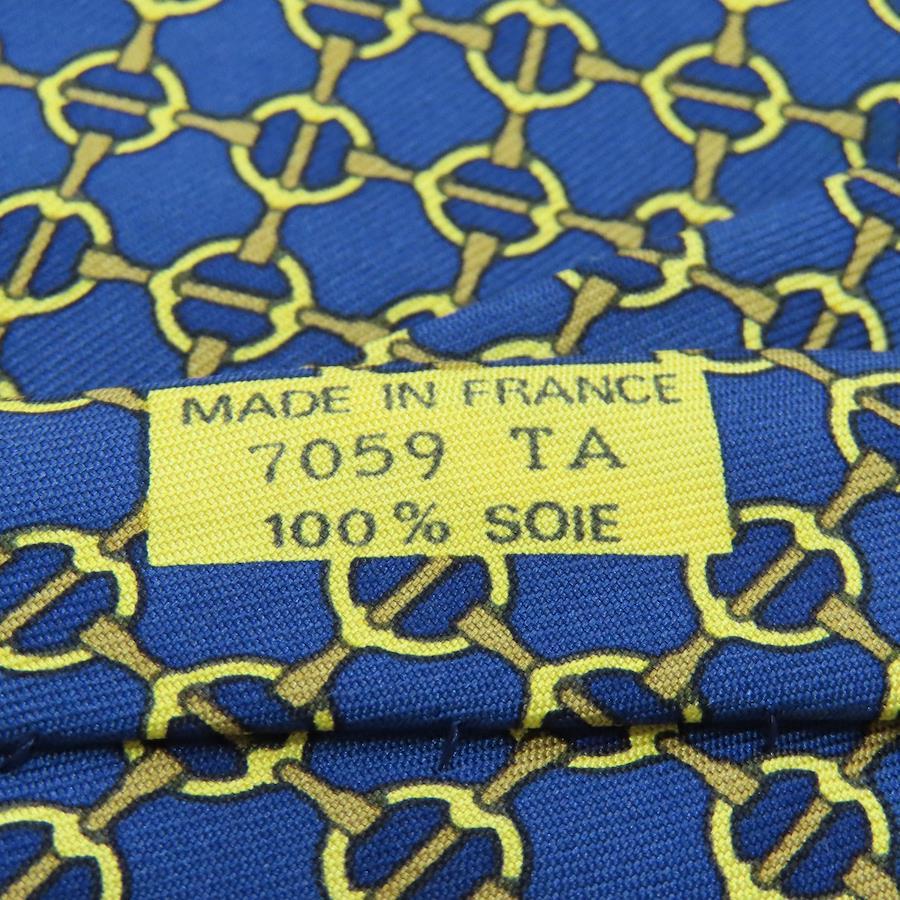 MADE IN FRANCE
7059 TA
100% SOIE